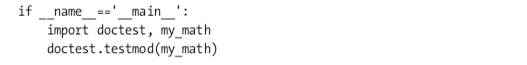 if __name__=='__main__':
    import doctest, my_math
    doctest.testmod(my_math)